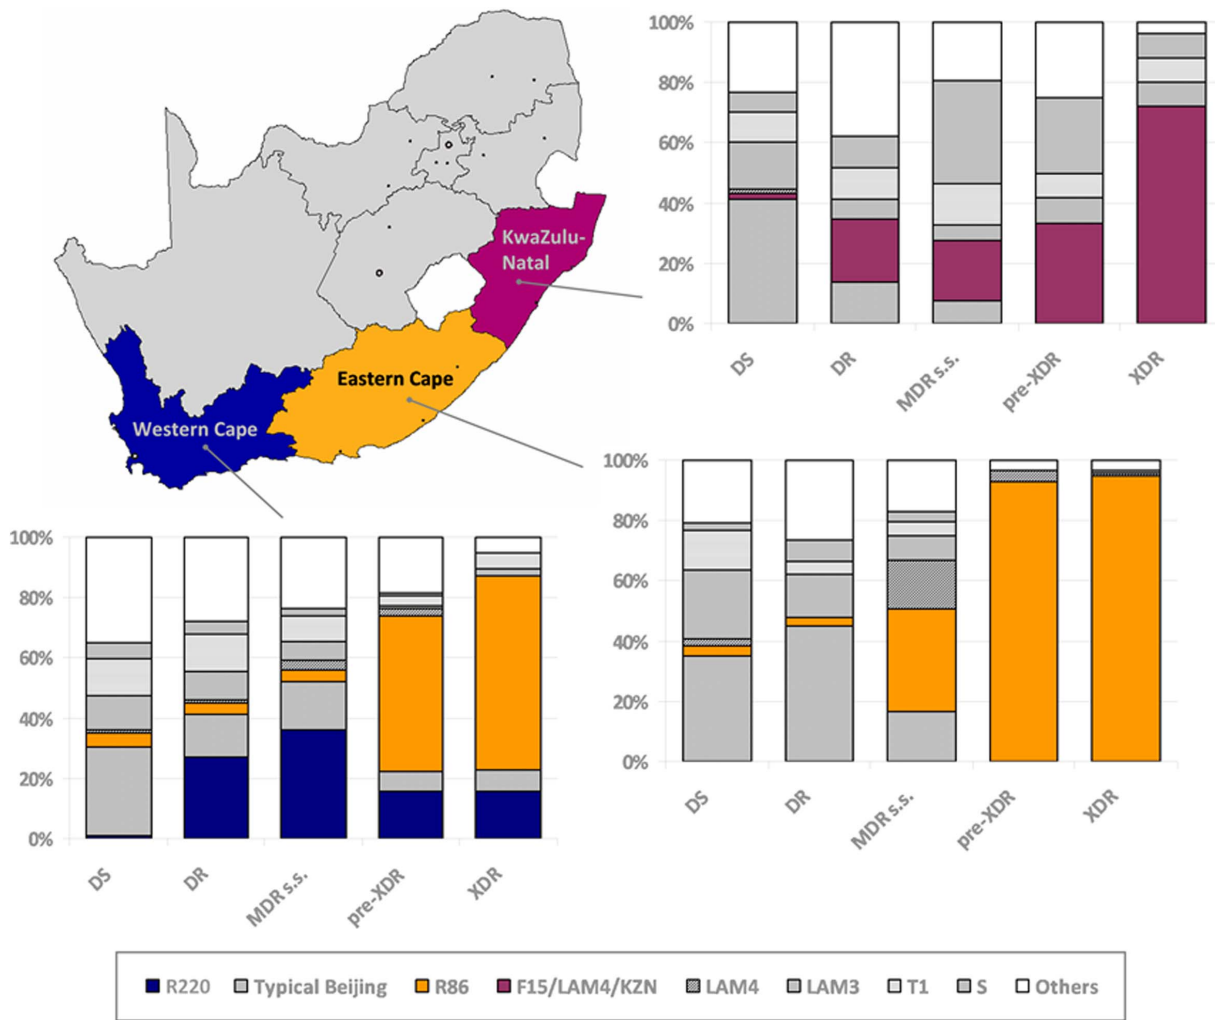 KwaZulu-
Natal
Eastern Cape
Western Cape
100%
80%
60%
40%
20%
0%
DS
DR
MDR s.s.
pre-XDR
XDR
100%
80%
60%
40%
20%
0%
DS
DR
MDR s.s.
pre-XDR
XDR
100%
80%
60%
40%
20%
0%
DS
DR
MDR s.s.
pre-XDR
XDR
R220 Typical Beijing R86 F15/LAM4/KZN LAM4 LAM3 T1 S Others